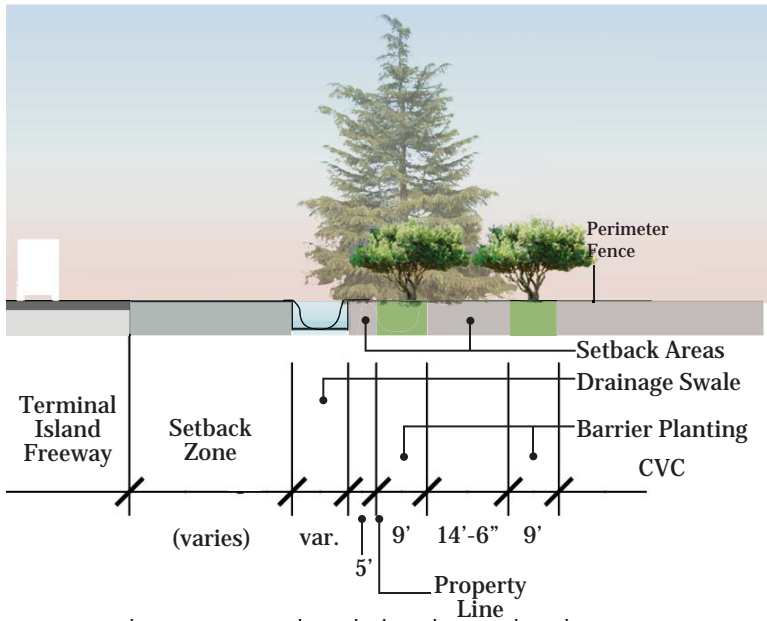 Perimeter
Fence
Setback Areas
Drainage Swale
Terminal
Island
Freeway
Setback
Zone
Barrier Planting
CVC
(varies)
var.
5’
9’
14’-6”
9’
Property
Line